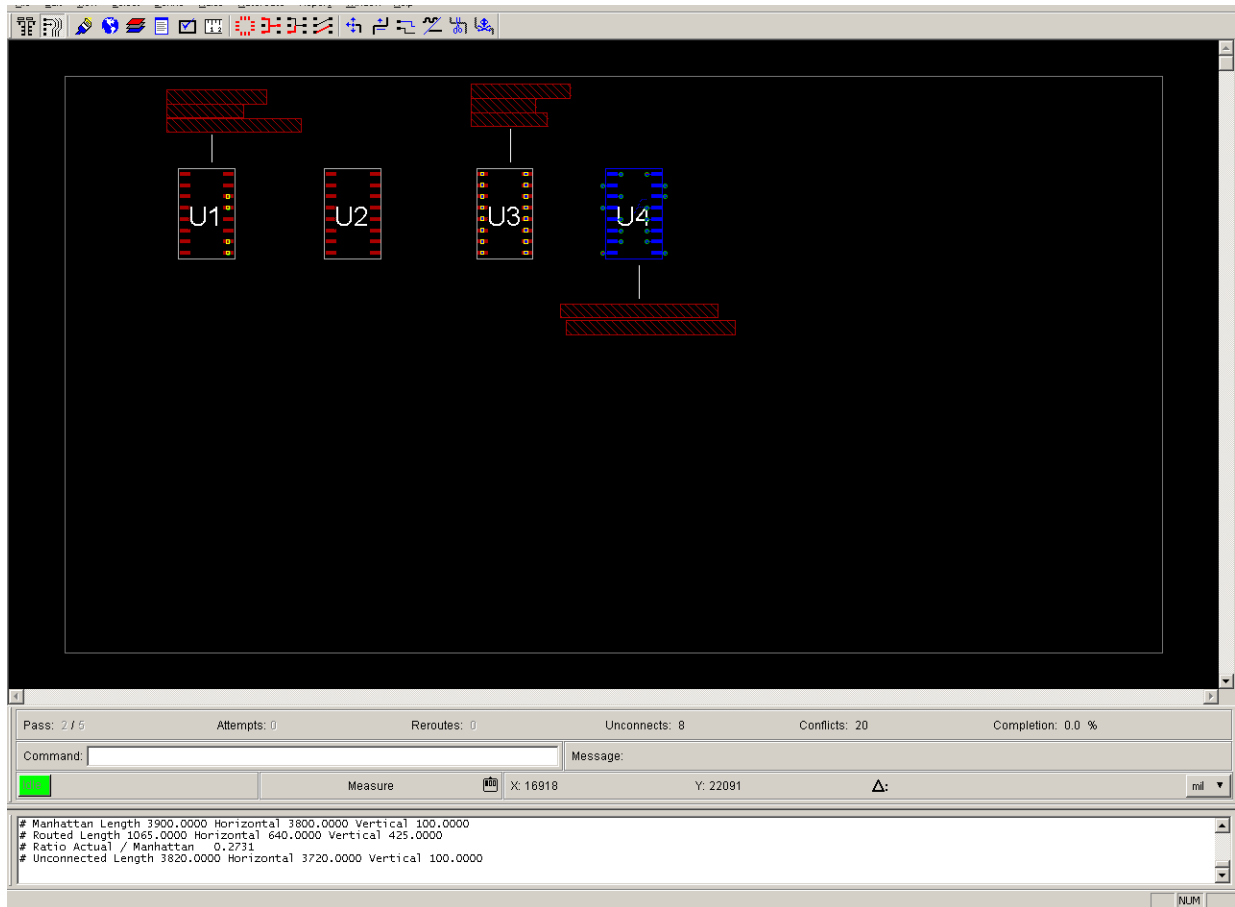 U1 U2 U3 U4
Pass: 2 / 5 Attempts: 0 Reroutes: 0 Unconnects: 8 Conflicts: 20 Completion: 0.0 %
Command: Message:
Idle Measure X: 16918 Y: 22091 Δ: mil
# Manhattan Length 3900.0000 Horizontal 3800.0000 Vertical 100.0000
# Routed Length 1065.0000 Horizontal 640.0000 Vertical 425.0000
# Ratio Actual / Manhattan 0.2731
# Unconnected Length 3820.0000 Horizontal 3720.0000 Vertical 100.0000
NUM